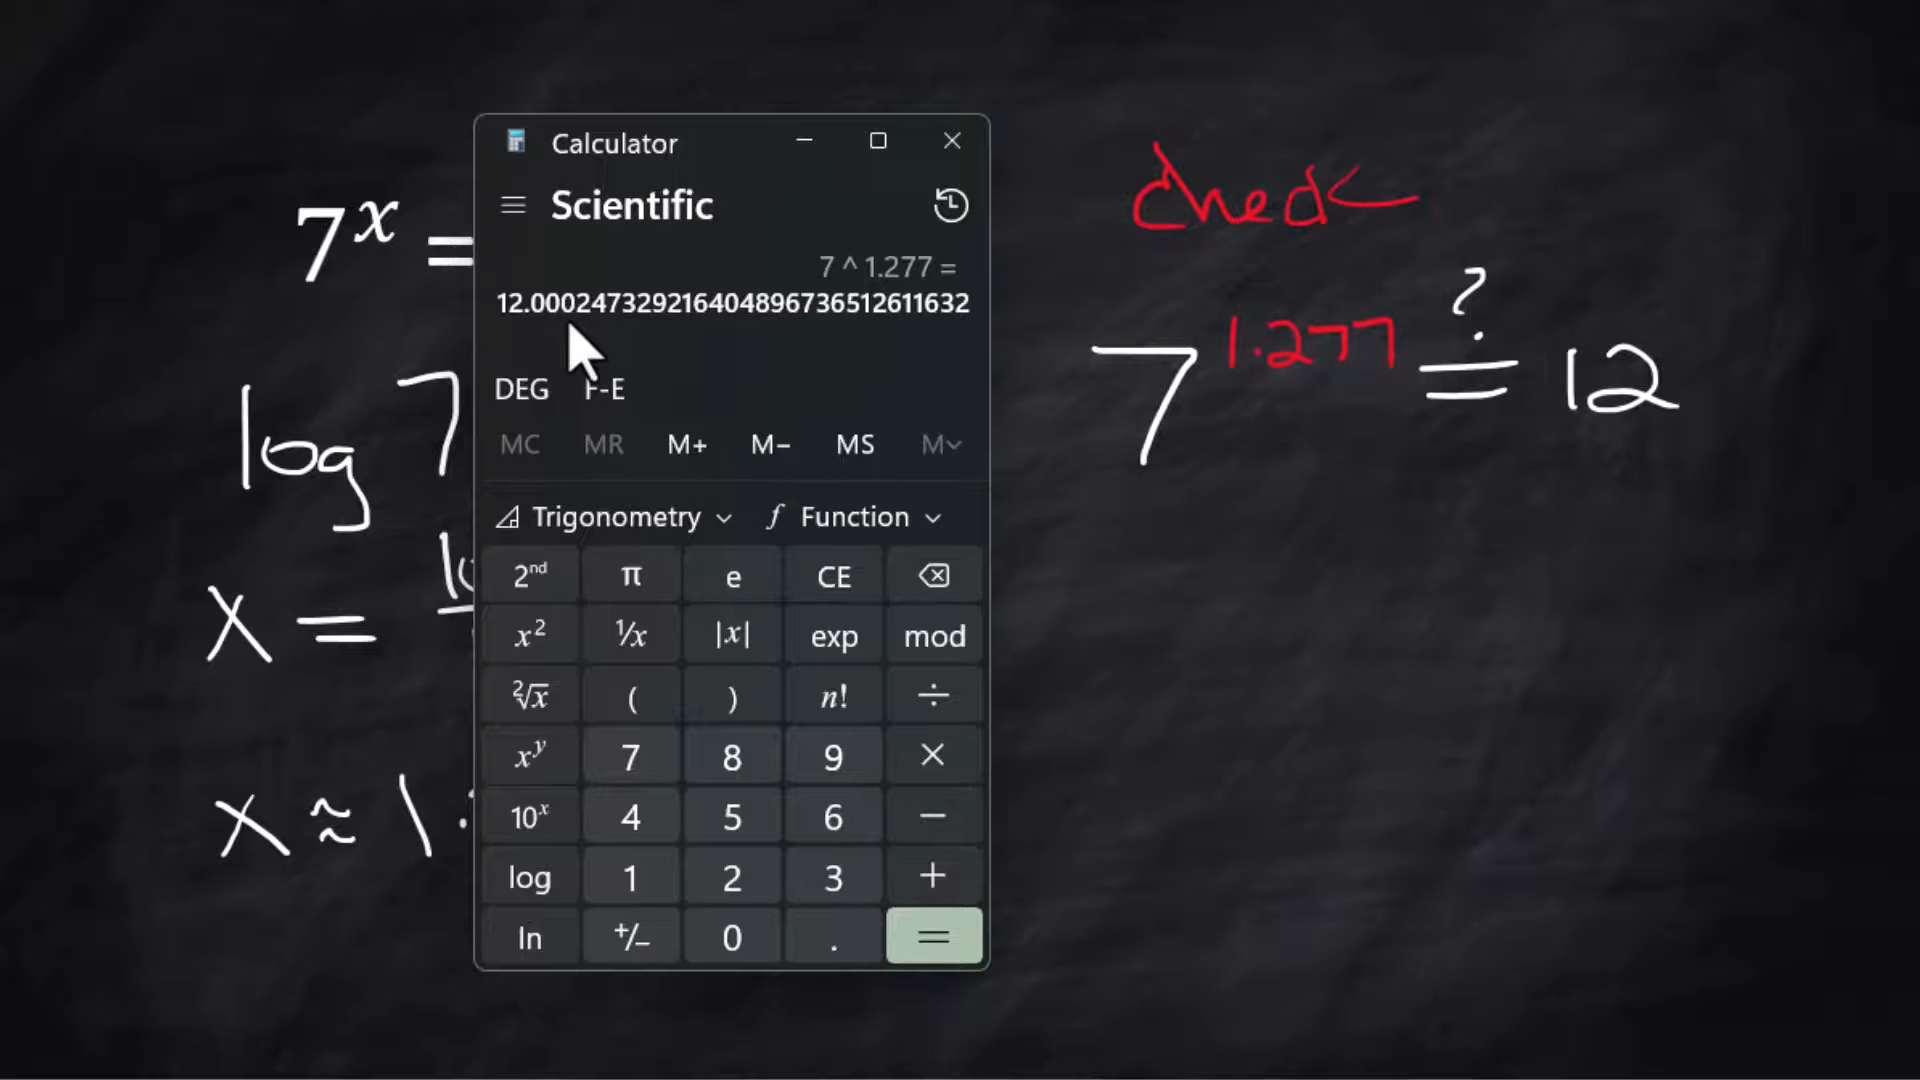 7^x =
log 7
x = lo
x ≈ 1.
Calculator
Scientific
7 ^ 1.277 =
12.000247329216404896736512611632
DEG F-E
MC MR M+ M− MS M
Trigonometry f Function
2nd π e CE
x² ¹/x |x| exp mod
²√x ( ) n! ÷
x^y 7 8 9 ×
10^x 4 5 6 −
log 1 2 3 +
ln +/− 0 . =
check
7^1.277 ≟ 12